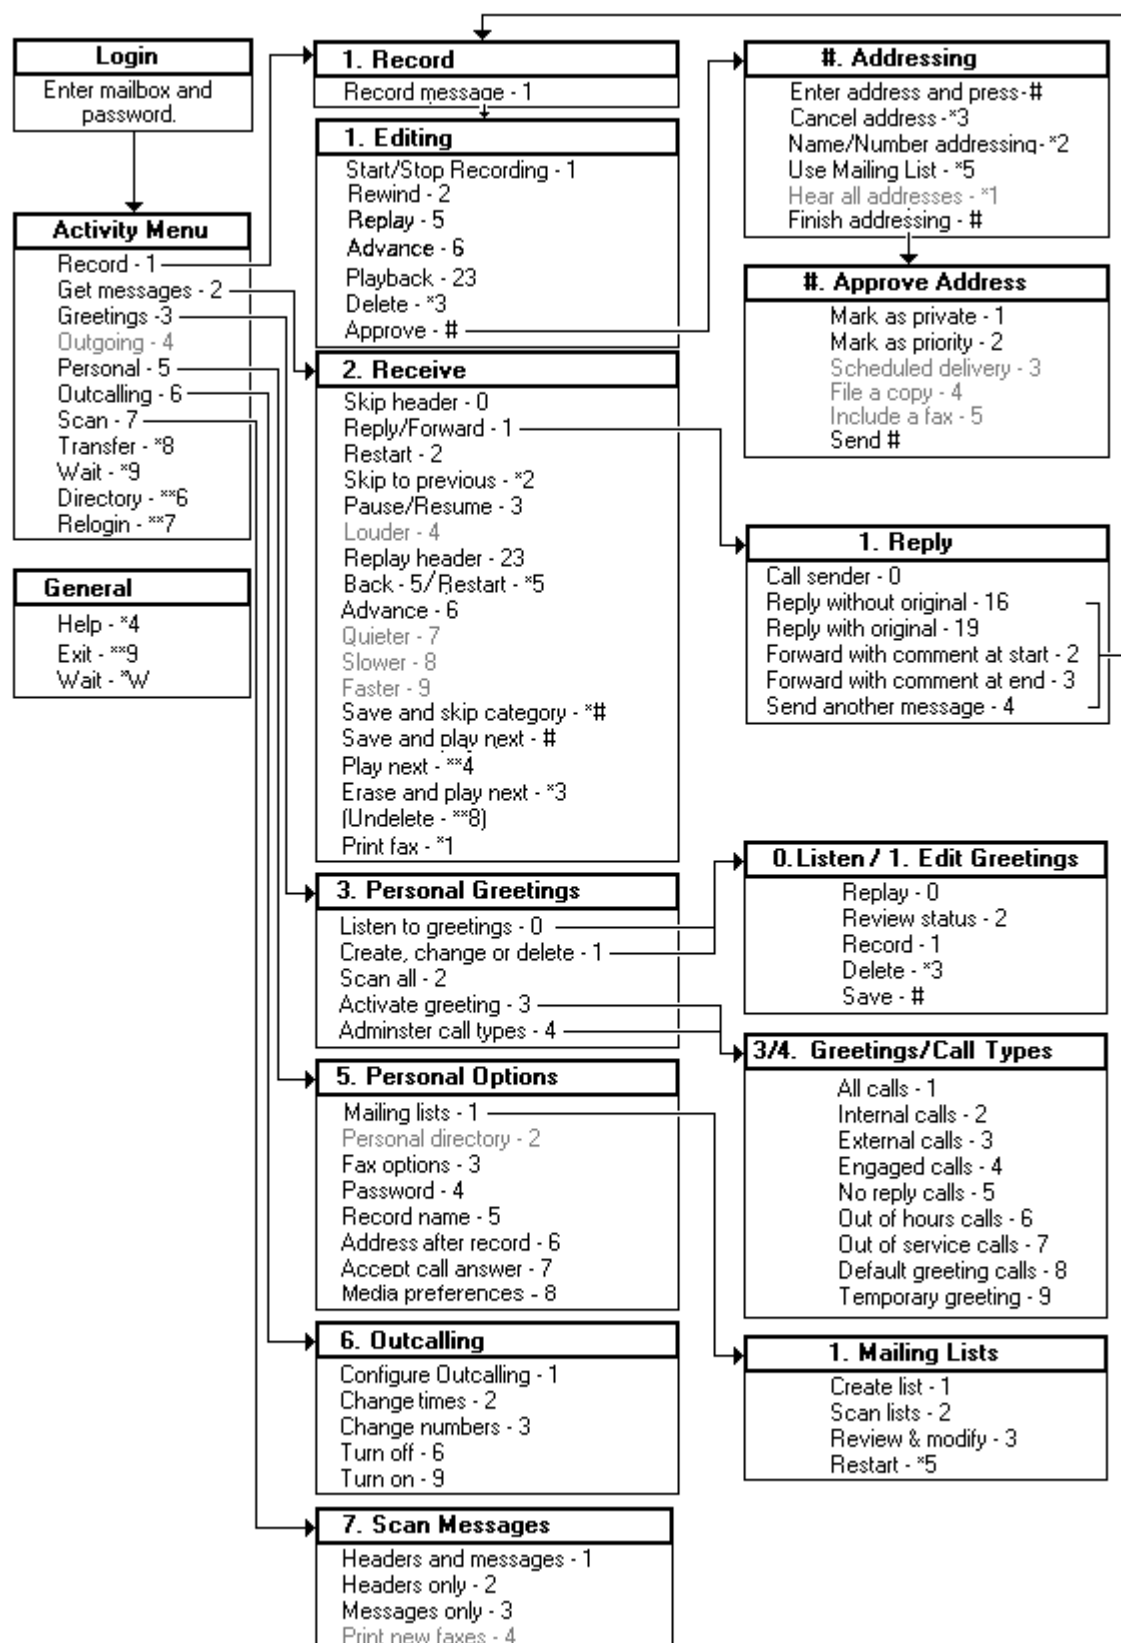 Login
Enter mailbox and
password.
Activity Menu
Record - 1
Get messages - 2
Greetings -3
Outgoing - 4
Personal - 5
Outcalling - 6
Scan - 7
Transfer - *8
Wait - *9
Directory - **6
Relogin - **7
General
Help - *4
Exit - **9
Wait - *W
1. Record
Record message - 1
1. Editing
Start/Stop Recording - 1
Rewind - 2
Replay - 5
Advance - 6
Playback - 23
Delete - *3
Approve - #
2. Receive
Skip header - 0
Reply/Forward - 1
Restart - 2
Skip to previous - *2
Pause/Resume - 3
Louder - 4
Replay header - 23
Back - 5/Restart - *5
Advance - 6
Quieter - 7
Slower - 8
Faster - 9
Save and skip category - *#
Save and play next - #
Play next - **4
Erase and play next - *3
(Undelete - **8)
Print fax - *1
3. Personal Greetings
Listen to greetings - 0
Create, change or delete - 1
Scan all - 2
Activate greeting - 3
Adminster call types - 4
5. Personal Options
Mailing lists - 1
Personal directory - 2
Fax options - 3
Password - 4
Record name - 5
Address after record - 6
Accept call answer - 7
Media preferences - 8
6. Outcalling
Configure Outcalling - 1
Change times - 2
Change numbers - 3
Turn off - 6
Turn on - 9
7. Scan Messages
Headers and messages - 1
Headers only - 2
Messages only - 3
Print new faxes - 4
#. Addressing
Enter address and press-#
Cancel address -*3
Name/Number addressing- *2
Use Mailing List - *5
Hear all addresses - *1
Finish addressing - #
#. Approve Address
Mark as private - 1
Mark as priority - 2
Scheduled delivery - 3
File a copy - 4
Include a fax - 5
Send #
1. Reply
Call sender - 0
Reply without original - 16
Reply with original - 19
Forward with comment at start - 2
Forward with comment at end - 3
Send another message - 4
0.Listen / 1. Edit Greetings
Replay - 0
Review status - 2
Record - 1
Delete - *3
Save - #
3/4. Greetings/Call Types
All calls - 1
Internal calls - 2
External calls - 3
Engaged calls - 4
No reply calls - 5
Out of hours calls - 6
Out of service calls - 7
Default greeting calls - 8
Temporary greeting - 9
1. Mailing Lists
Create list - 1
Scan lists - 2
Review & modify - 3
Restart - *5